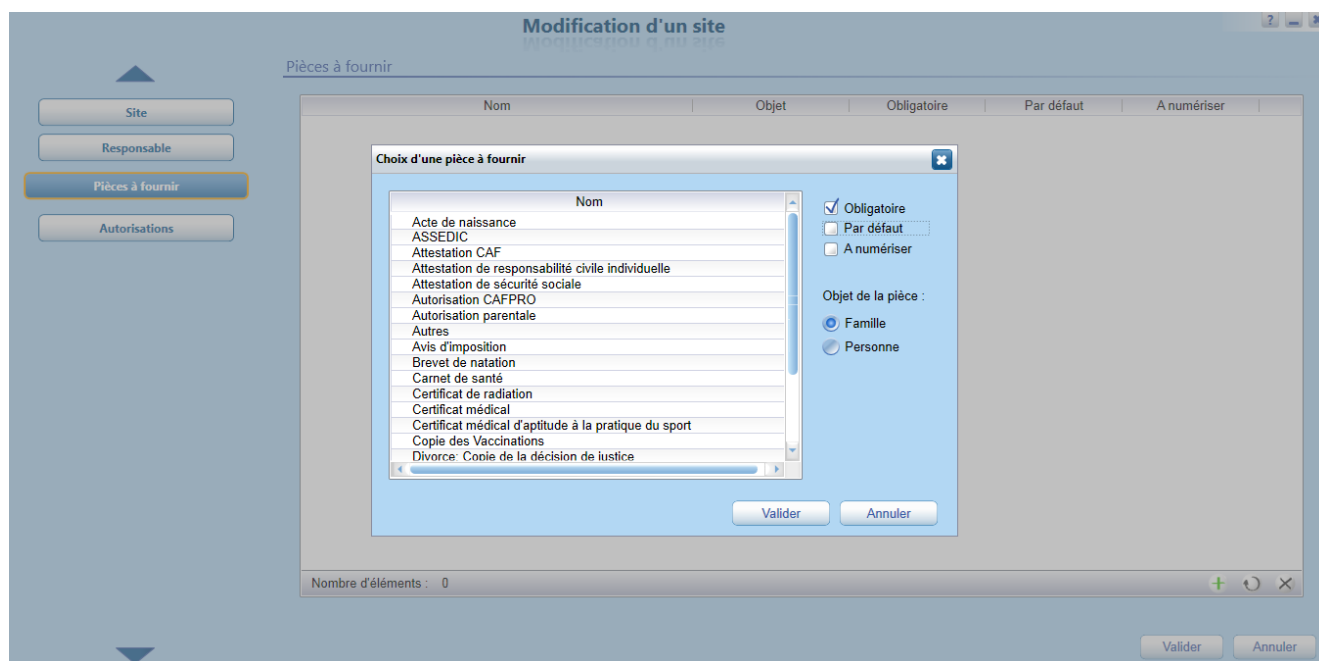 Modification d'un site
?
Pièces à fournir
Site
Responsable
Pièces à fournir
Autorisations
Nom Objet Obligatoire Par défaut A numériser
Choix d'une pièce à fournir
Nom
Acte de naissance
ASSEDIC
Attestation CAF
Attestation de responsabilité civile individuelle
Attestation de sécurité sociale
Autorisation CAFPRO
Autorisation parentale
Autres
Avis d'imposition
Brevet de natation
Carnet de santé
Certificat de radiation
Certificat médical
Certificat médical d'aptitude à la pratique du sport
Copie des Vaccinations
Divorce: Copie de la décision de justice
Obligatoire
Par défaut
A numériser
Objet de la pièce :
Famille
Personne
Valider Annuler
Nombre d'éléments : 0
Valider Annuler